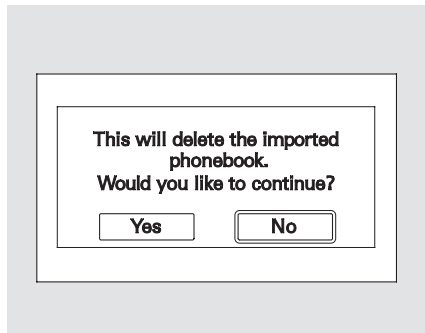 This will delete the imported
phonebook.
Would you like to continue?
Yes No